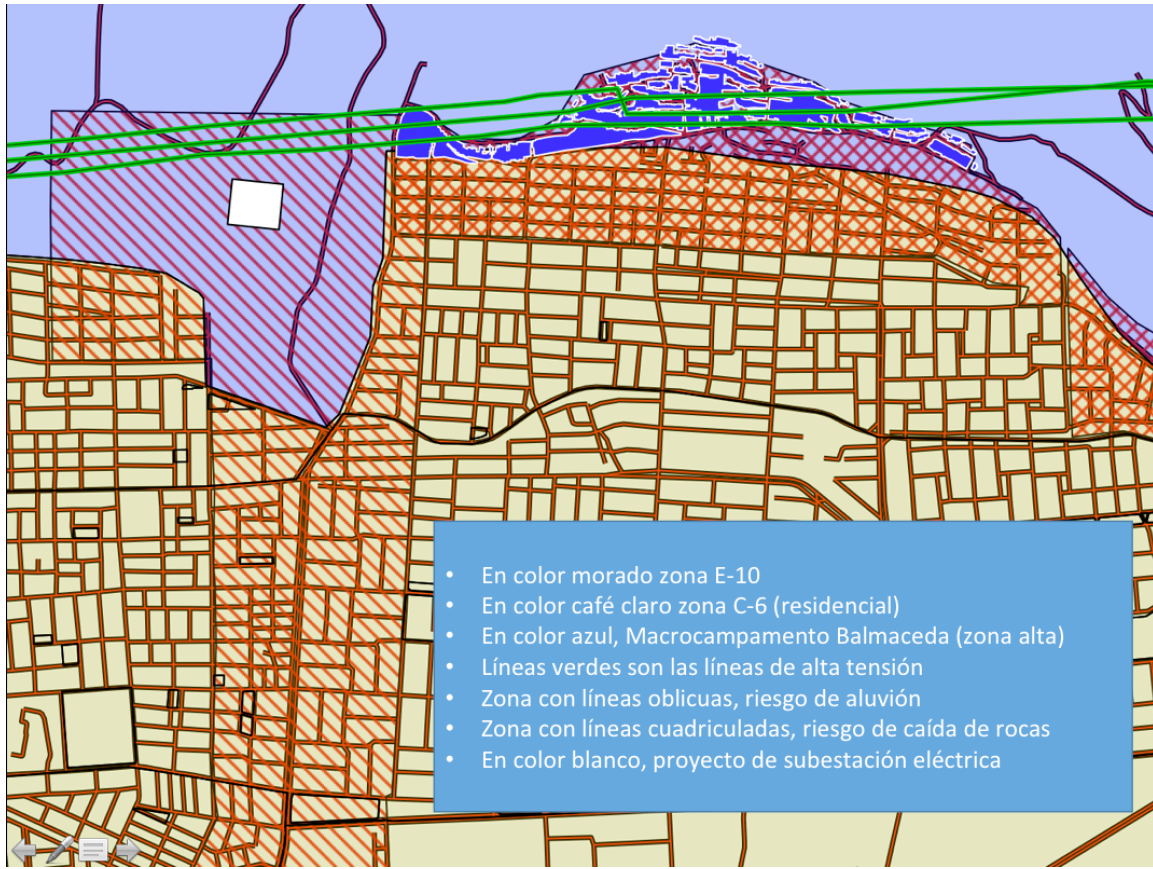 • En color morado zona E-10
• En color café claro zona C-6 (residencial)
• En color azul, Macrocampamento Balmaceda (zona alta)
• Líneas verdes son las líneas de alta tensión
• Zona con líneas oblicuas, riesgo de aluvión
• Zona con líneas cuadriculadas, riesgo de caída de rocas
• En color blanco, proyecto de subestación eléctrica